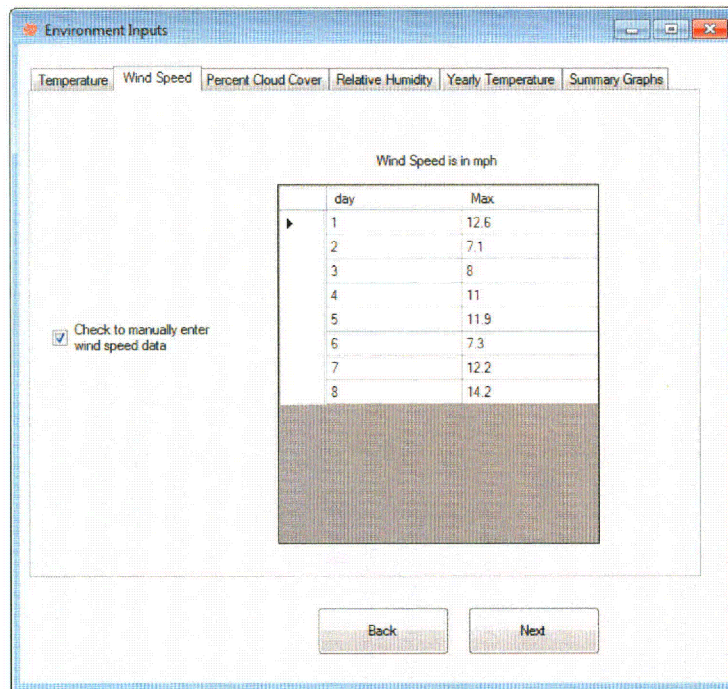 Environment Inputs
Temperature Wind Speed Percent Cloud Cover Relative Humidity Yearly Temperature Summary Graphs
Wind Speed is in mph
day Max
1 12.6
2 7.1
3 8
4 11
5 11.9
6 7.3
7 12.2
8 14.2
Check to manually enter
wind speed data
Back Next